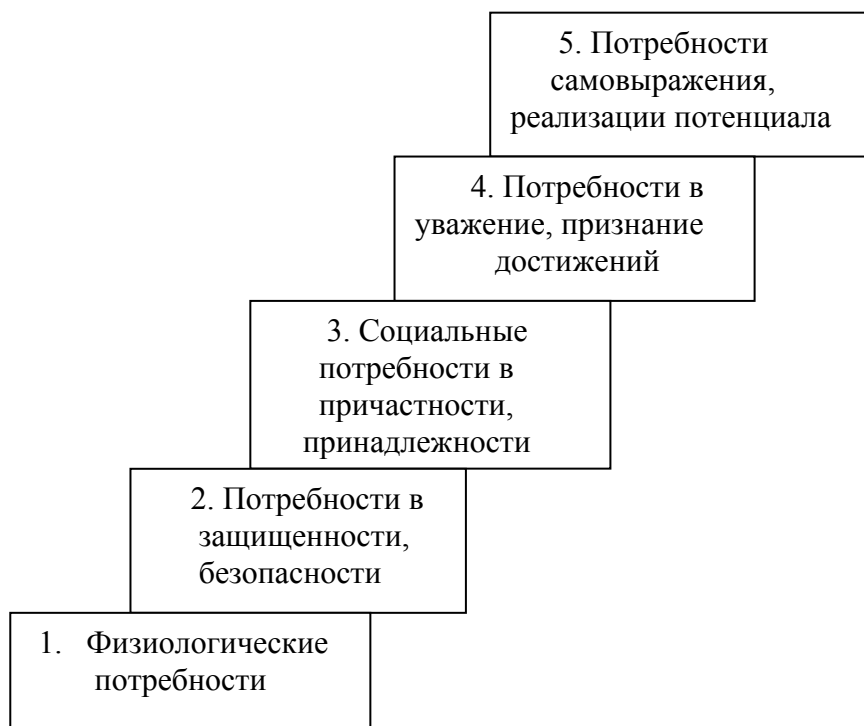 5. Потребности
самовыражения,
реализации потенциала
4. Потребности в
уважение, признание
достижений
3. Социальные
потребности в
причастности,
принадлежности
2. Потребности в
защищенности,
безопасности
1. Физиологические
потребности